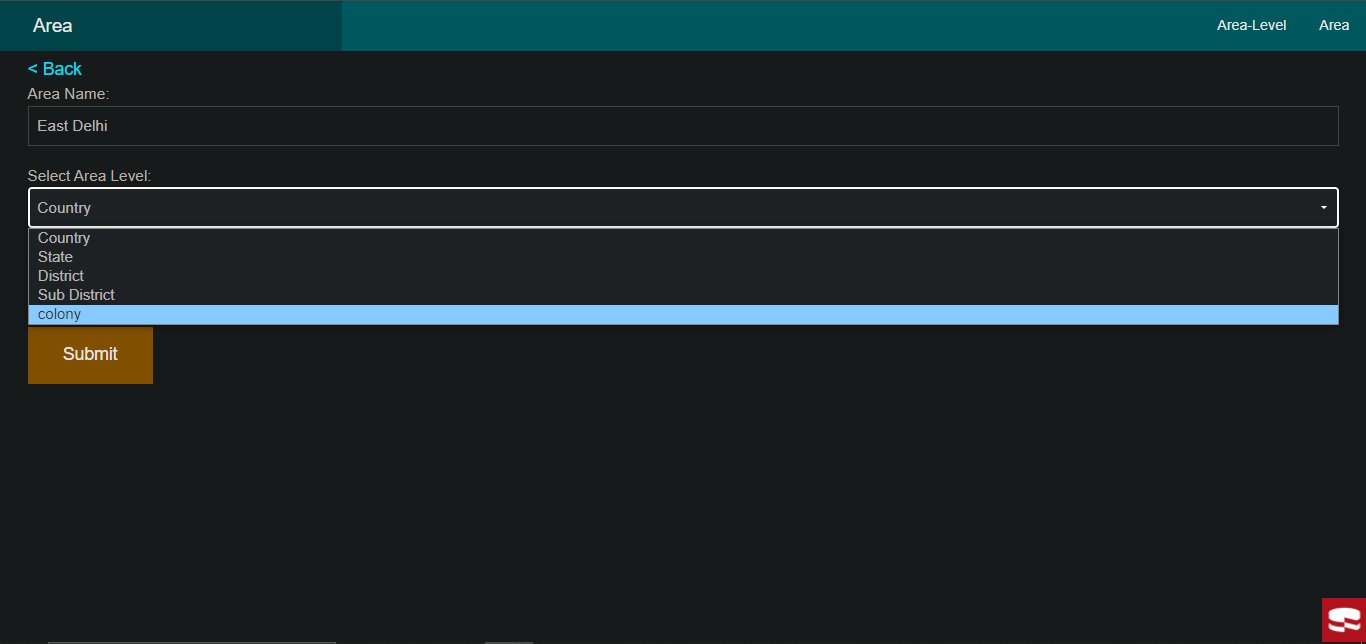 Area
Area-Level
Area
< Back
Area Name:
East Delhi
Select Area Level:
Country
Country
State
District
Sub District
colony
Submit